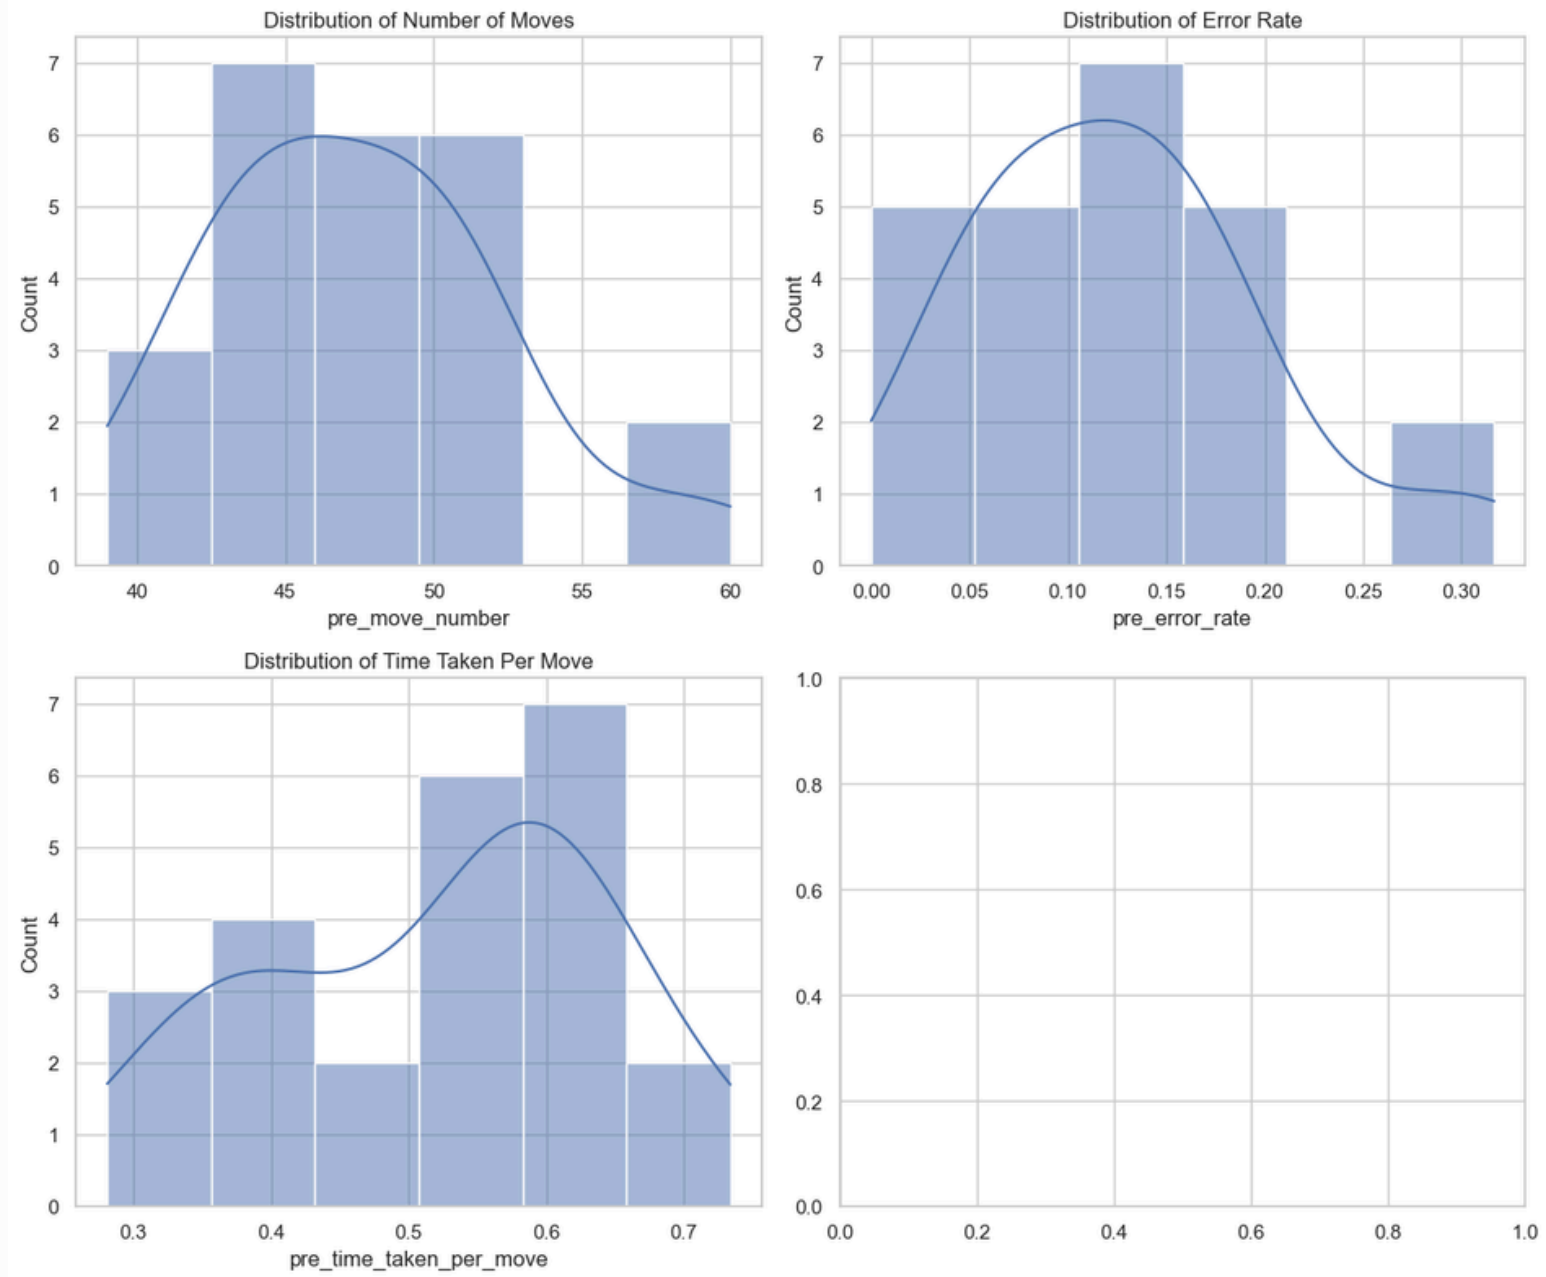 Distribution of Number of Moves
7
6
5
4
3
2
1
0
Count
40 45 50 55 60
pre_move_number
Distribution of Error Rate
7
6
5
4
3
2
1
0
Count
0.00 0.05 0.10 0.15 0.20 0.25 0.30
pre_error_rate
Distribution of Time Taken Per Move
7
6
5
4
3
2
1
0
Count
0.3 0.4 0.5 0.6 0.7
pre_time_taken_per_move
1.0
0.8
0.6
0.4
0.2
0.0
0.0 0.2 0.4 0.6 0.8 1.0